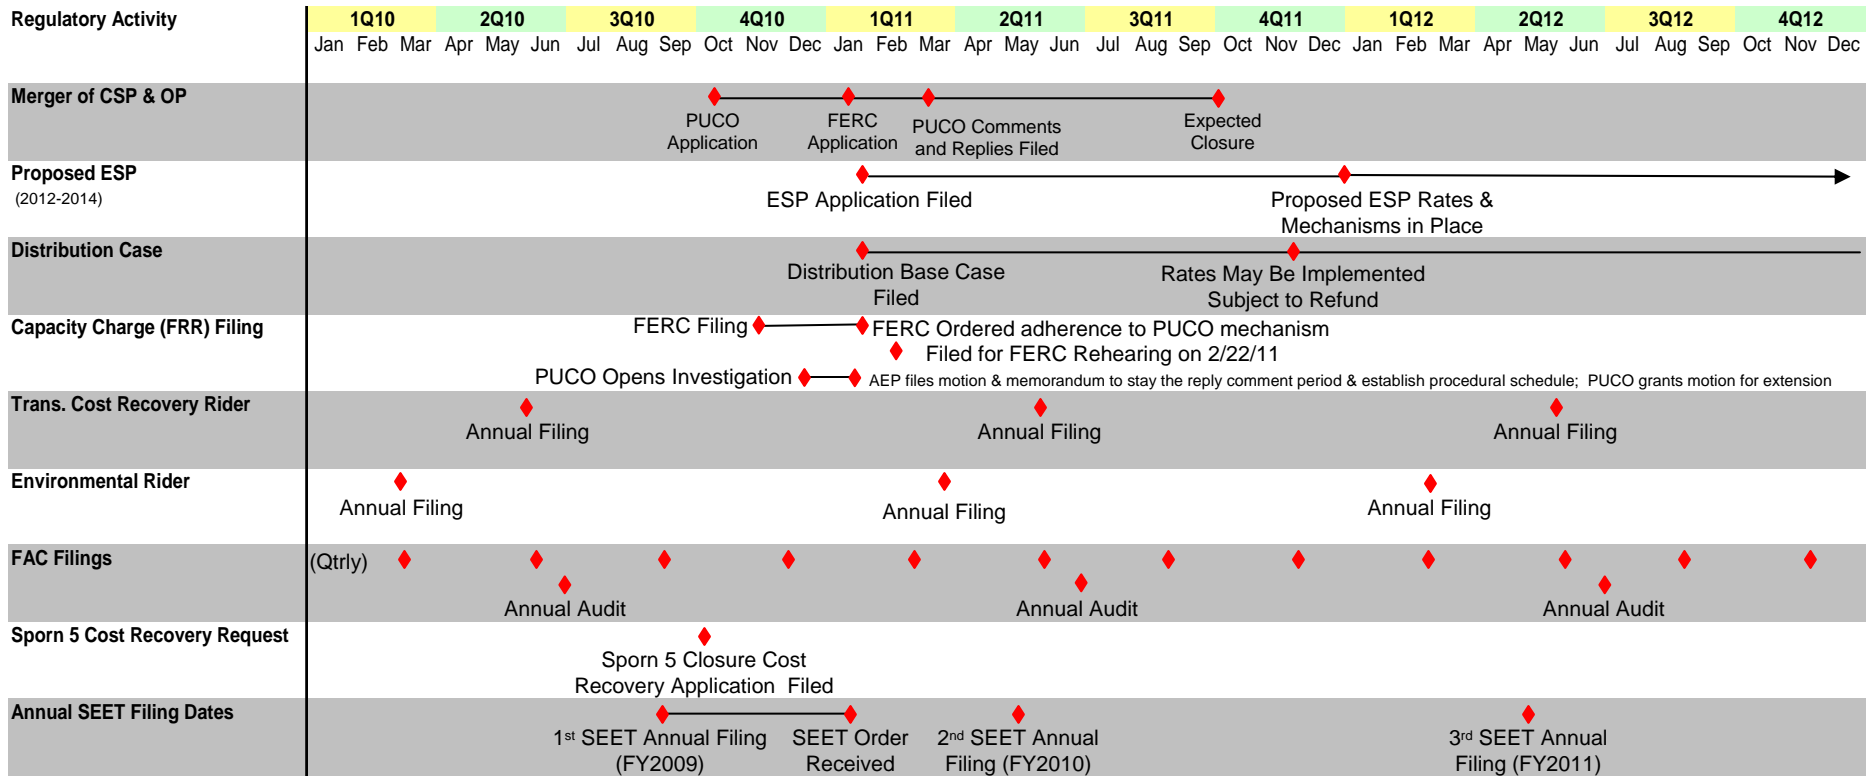 Regulatory Activity
1Q10 2Q10 3Q10 4Q10 1Q11 2Q11 3Q11 4Q11 1Q12 2Q12 3Q12 4Q12
Jan Feb Mar Apr May Jun Jul Aug Sep Oct Nov Dec Jan Feb Mar Apr May Jun Jul Aug Sep Oct Nov Dec Jan Feb Mar Apr May Jun Jul Aug Sep Oct Nov Dec
Merger of CSP & OP
PUCO
Application
FERC
Application
PUCO Comments
and Replies Filed
Expected
Closure
Proposed ESP
(2012-2014)
ESP Application Filed
Proposed ESP Rates &
Mechanisms in Place
Distribution Case
Distribution Base Case
Filed
Rates May Be Implemented
Subject to Refund
Capacity Charge (FRR) Filing
FERC Filing
FERC Ordered adherence to PUCO mechanism
Filed for FERC Rehearing on 2/22/11
PUCO Opens Investigation
AEP files motion & memorandum to stay the reply comment period & establish procedural schedule; PUCO grants motion for extension
Trans. Cost Recovery Rider
Annual Filing
Annual Filing
Annual Filing
Environmental Rider
Annual Filing
Annual Filing
Annual Filing
FAC Filings
(Qtrly)
Annual Audit
Annual Audit
Annual Audit
Sporn 5 Cost Recovery Request
Sporn 5 Closure Cost
Recovery Application Filed
Annual SEET Filing Dates
1st SEET Annual Filing
(FY2009)
SEET Order
Received
2nd SEET Annual
Filing (FY2010)
3rd SEET Annual
Filing (FY2011)